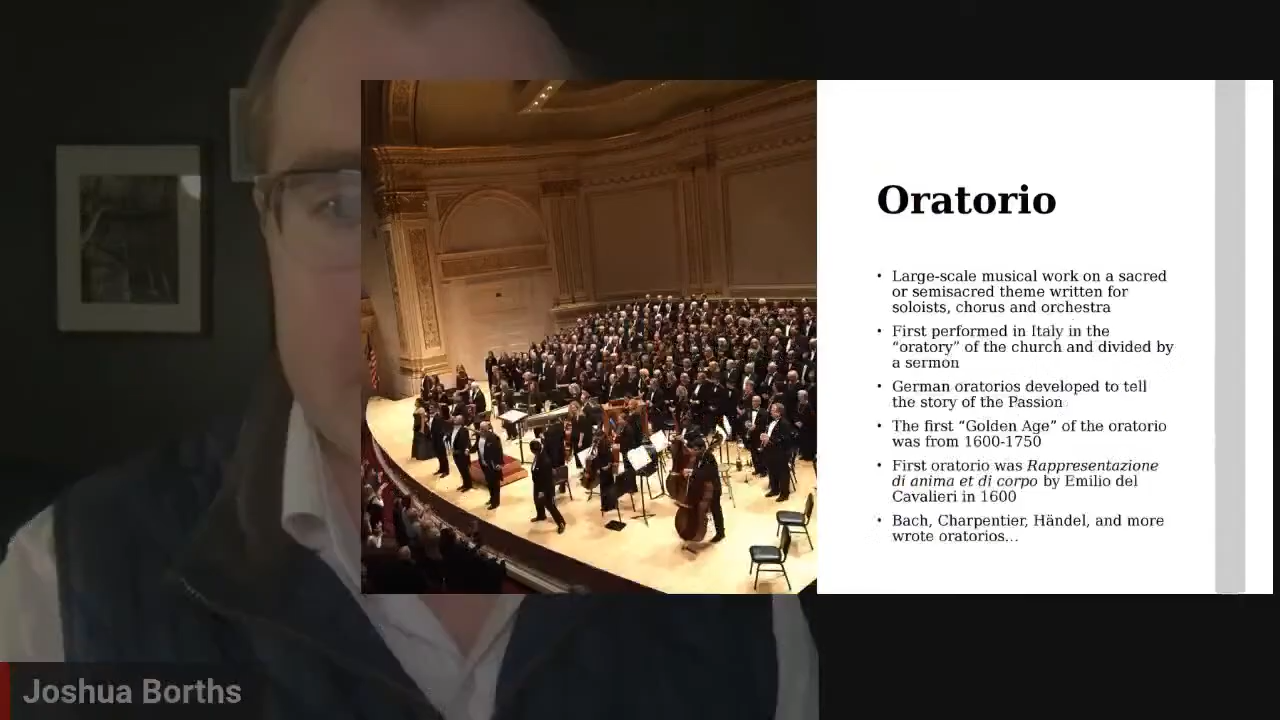 Oratorio
• Large-scale musical work on a sacred
or semisacred theme written for
soloists, chorus and orchestra
• First performed in Italy in the
“oratory” of the church and divided by
a sermon
• German oratorios developed to tell
the story of the Passion
• The first “Golden Age” of the oratorio
was from 1600-1750
• First oratorio was Rappresentazione
di anima et di corpo by Emilio del
Cavalieri in 1600
• Bach, Charpentier, Händel, and more
wrote oratorios…
Joshua Borths